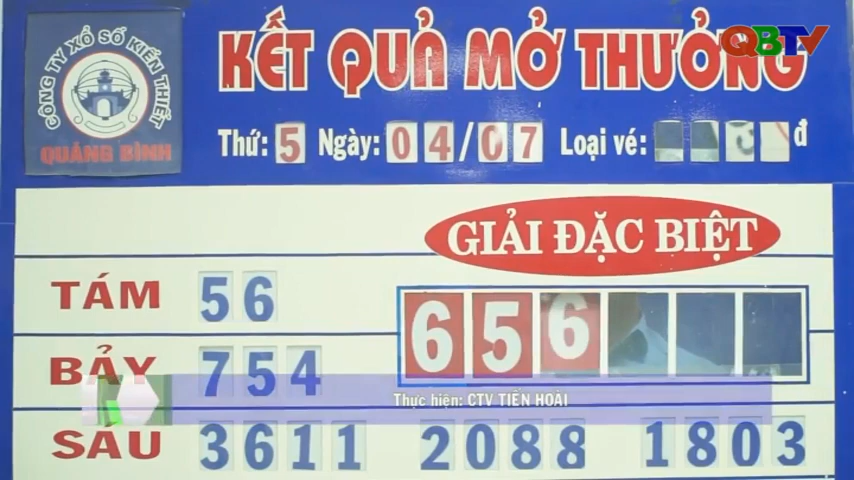 QBTV
CÔNG TY XỔ SỐ KIẾN THIẾT
QUẢNG BÌNH
KẾT QUẢ MỞ THƯỞNG
Thứ: 5 Ngày: 04/07 Loại vé: đ
GIẢI ĐẶC BIỆT
TÁM 56
656
BẢY 754
Thực hiện: CTV TIẾN HOÀI
SÁU 3611 2088 1803